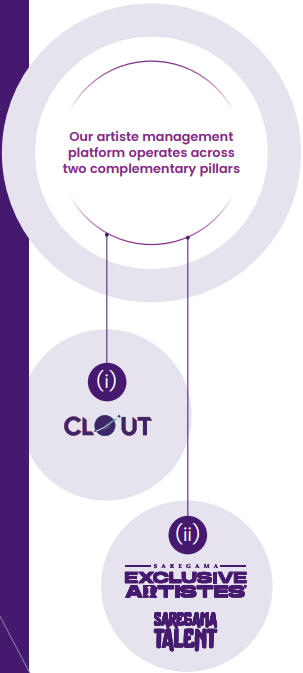 Our artiste management
platform operates across
two complementary pillars
(i)
CLOUT
(ii)
SAREGAMA
EXCLUSIVE
ARTISTES
SAREGAMA
TALENT